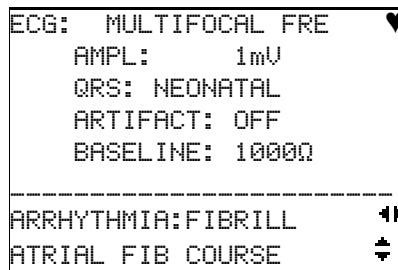 ECG: MULTIFOCAL FRE
AMPL: 1mV
QRS: NEONATAL
ARTIFACT: OFF
BASELINE: 1000Ω
ARRHYTHMIA:FIBRILL
ATRIAL FIB COURSE